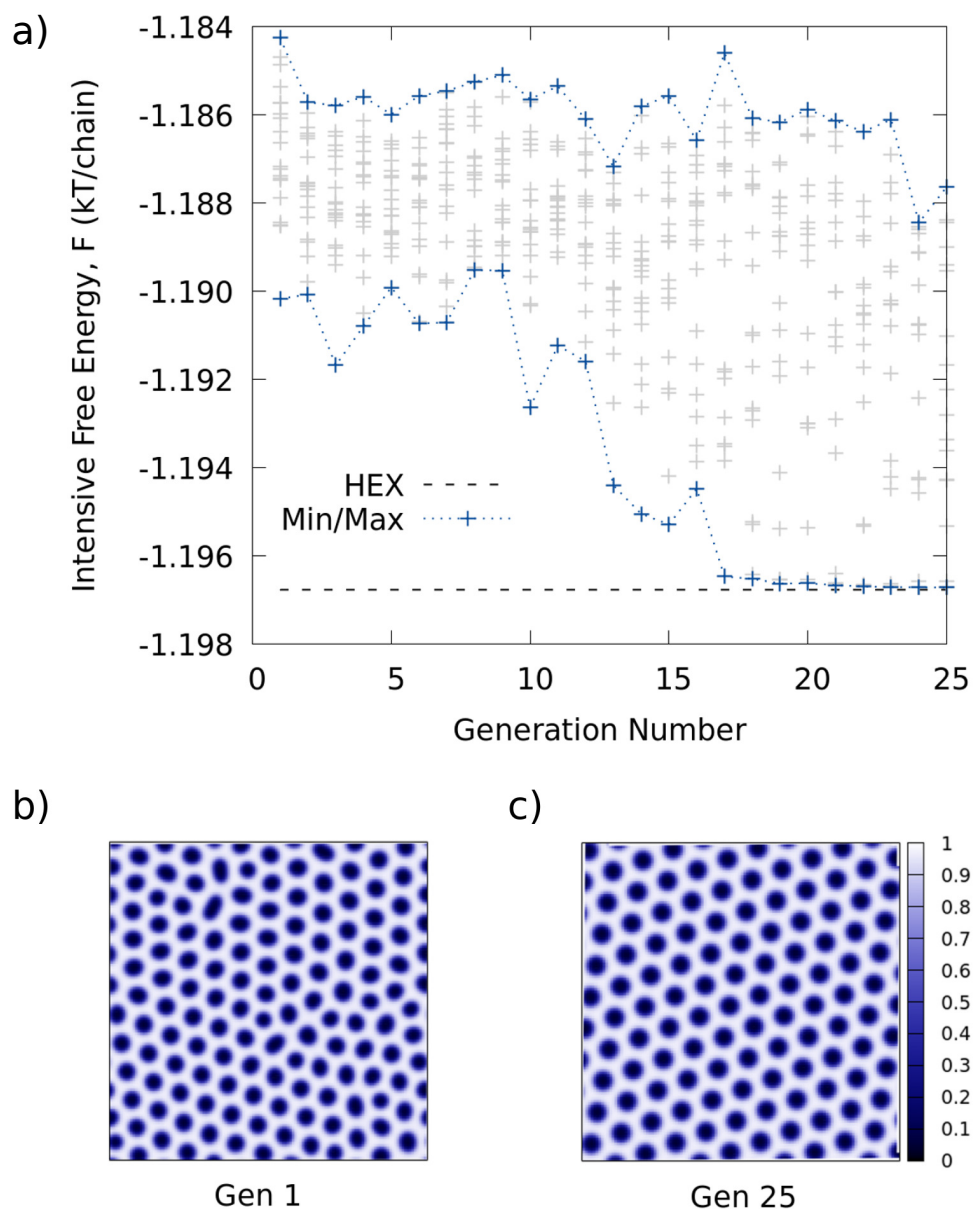 a)
-1.184
-1.186
-1.188
-1.190
-1.192
-1.194
-1.196
-1.198
Intensive Free Energy, F (kT/chain)
HEX
Min/Max
0 5 10 15 20 25
Generation Number
b)
c)
1
0.9
0.8
0.7
0.6
0.5
0.4
0.3
0.2
0.1
0
Gen 1
Gen 25